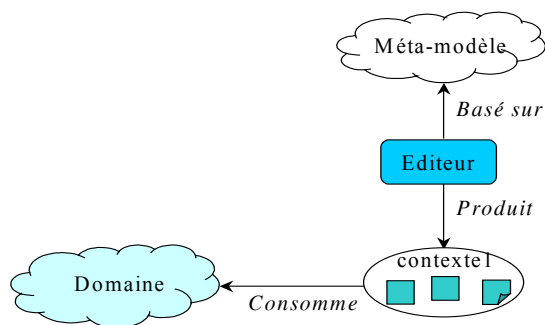 Méta-modèle
Basé sur
Editeur
Produit
contexte1
Domaine
Consomme